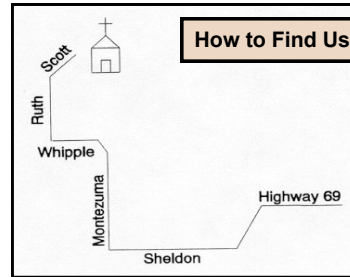 How to Find Us
Scott
Ruth
Whipple
Montezuma
Highway 69
Sheldon